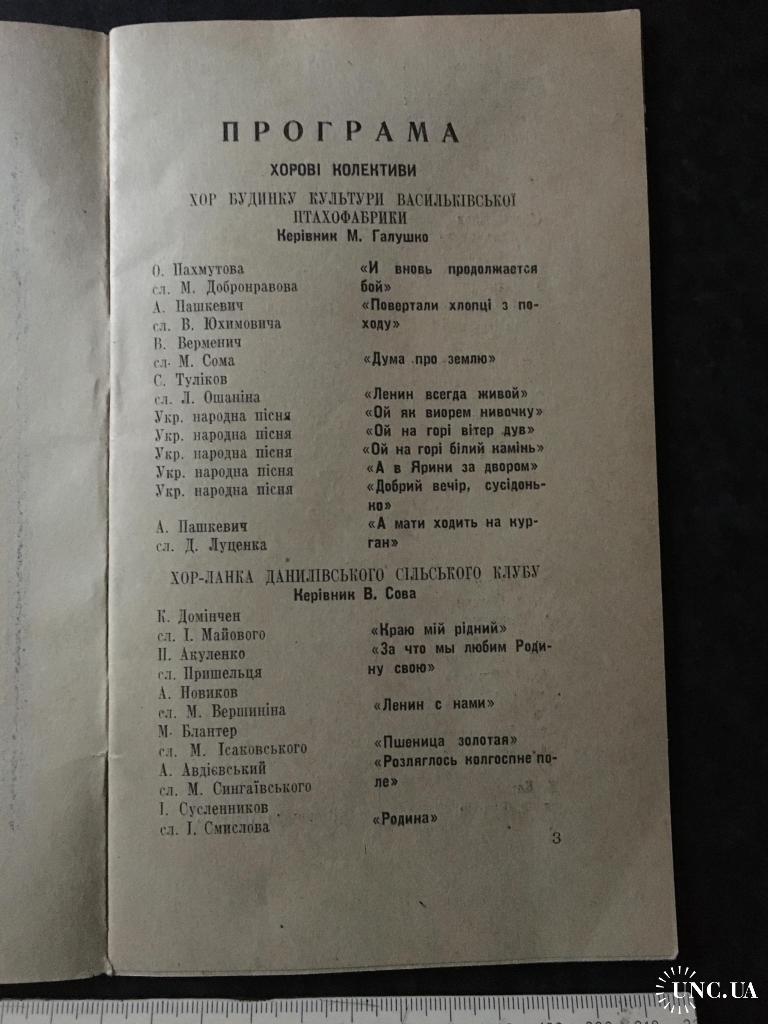 ПРОГРАМА
ХОРОВІ КОЛЕКТИВИ
ХОР БУДИНКУ КУЛЬТУРИ ВАСИЛЬКІВСЬКОЇ
ПТАХОФАБРИКИ
Керівник М. Галушко
О. Пахмутова «И вновь продолжается
сл. М. Добронравова бой»
А. Пашкевич «Повертали хлопці з по-
сл. В. Юхимовича ходу»
В. Верменич
сл. М. Сома «Дума про землю»
С. Туліков
сл. Л. Ошаніна «Ленин всегда живой»
Укр. народна пісня «Ой як виорем нивочку»
Укр. народна пісня «Ой на горі вітер дув»
Укр. народна пісня «Ой на горі білий камінь»
Укр. народна пісня «А в Ярини за двором»
Укр. народна пісня «Добрий вечір, сусідонь-
ко»
А. Пашкевич «А мати ходить на кур-
сл. Д. Луценка ган»
ХОР-ЛАНКА ДАНИЛІВСЬКОГО СІЛЬСЬКОГО КЛУБУ
Керівник В. Сова
К. Домінчен
сл. І. Майового «Краю мій рідний»
П. Акуленко «За что мы любим Роди-
сл. Пришельця ну свою»
А. Новиков
сл. М. Вершиніна «Ленин с нами»
М. Блантер
сл. М. Ісаковського «Пшеница золотая»
А. Авдієвський «Розляглось колгоспне по-
сл. М. Сингаївського ле»
І. Сусленников
сл. І. Смислова «Родина»
3
UNC.UA